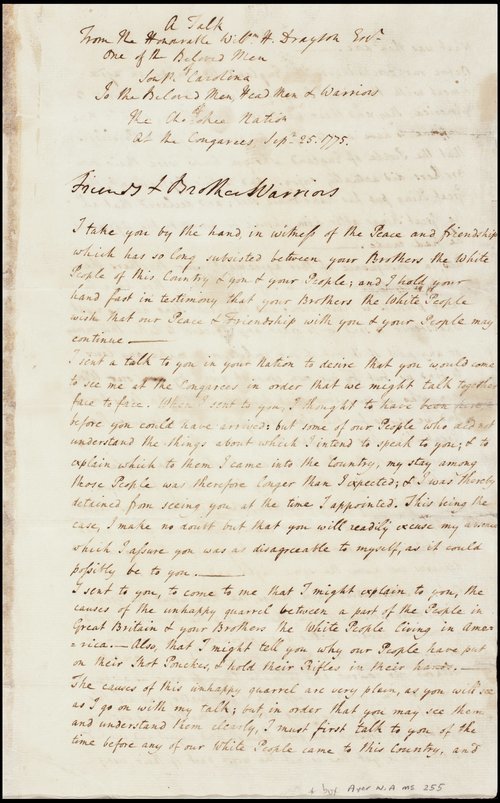 A Talk
From the Honorable Will:m H. Drayton Esqr.
One of the Beloved Men
of
South Carolina
To the Beloved Men, Head Men & Warriors
of
The Cherokee Nation
At the Congarees Sepr. 25. 1775.
Friends & Brother Warriors
I take you by the hand, in witness of the Peace and friendship
which has so long subsisted between your Brothers the White
People of this Country & you & your People; and I hold your
hand fast in testimony that your Brothers the White People
wish that our Peace & Friendship with you & your People may
continue —
I sent a talk to you in your Nation to desire that you would come
to see me at the Congarees in order that we might talk together
face to face. When I sent to you, I thought to have been here
before you could have arrived: but some of our People who did not
understand the things about which I intend to speak to you; & to
explain which to them I came into the Country, my stay among
those People was therefore longer than I expected; & I was thereby
detained from seeing you at the time I appointed. This being the
case, I make no doubt but that you will readily excuse my absence
which I assure you was as disagreeable to myself, as it could
possibly be to you. —
I sent to you, to come to me that I might explain to you, the
causes of the unhappy quarrel between a part of the People in
Great Britain & your Brothers the White People living in Ame-
-rica. — Also, that I might tell you why our People have put
on their Shot Pouches, & hold their Rifles in their hands. —
The causes of this unhappy quarrel are very plain, as you will see
as I go on with my talk; but, in order that you may see them
and understand them clearly, I must first talk to you of the
time before any of our White People came to this Country, and
Ayer N.A ms 255